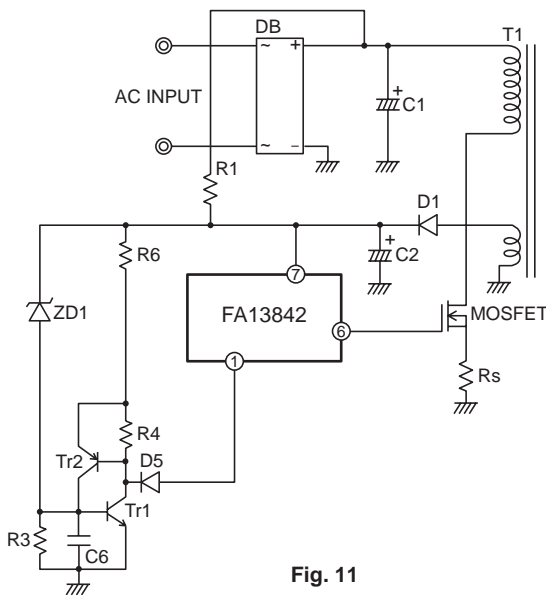 DB
T1
~
+
AC INPUT
+
C1
~
−
R1
D1
R6
+
C2
7
ZD1
FA13842
6
MOSFET
1
Rs
R4
Tr2
D5
Tr1
R3
C6
Fig. 11